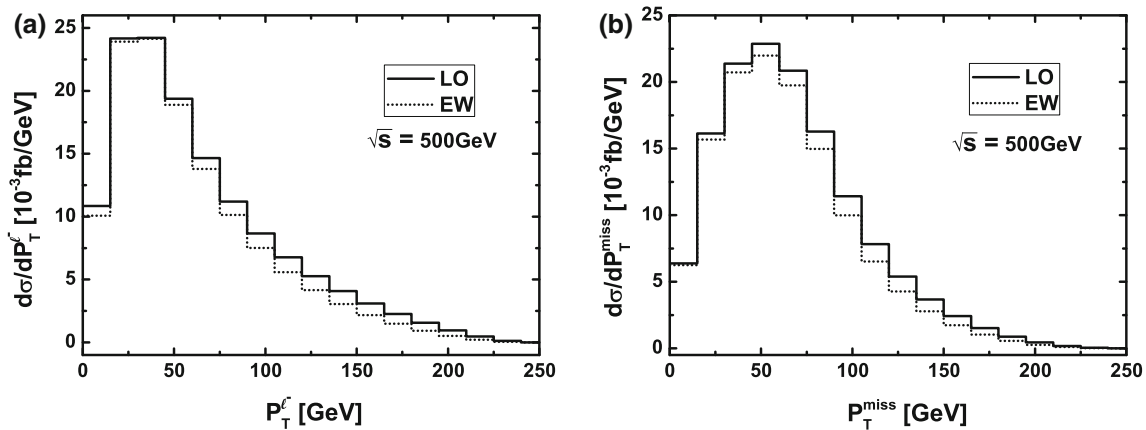 (a)
25
20
15
10
5
0
dσ/dP_T^ℓ⁻ [10⁻³fb/GeV]
LO
EW
√s = 500GeV
0 50 100 150 200 250
P_T^ℓ⁻ [GeV]
(b)
25
20
15
10
5
0
dσ/dP_T^miss [10⁻³fb/GeV]
LO
EW
√s = 500GeV
0 50 100 150 200 250
P_T^miss [GeV]